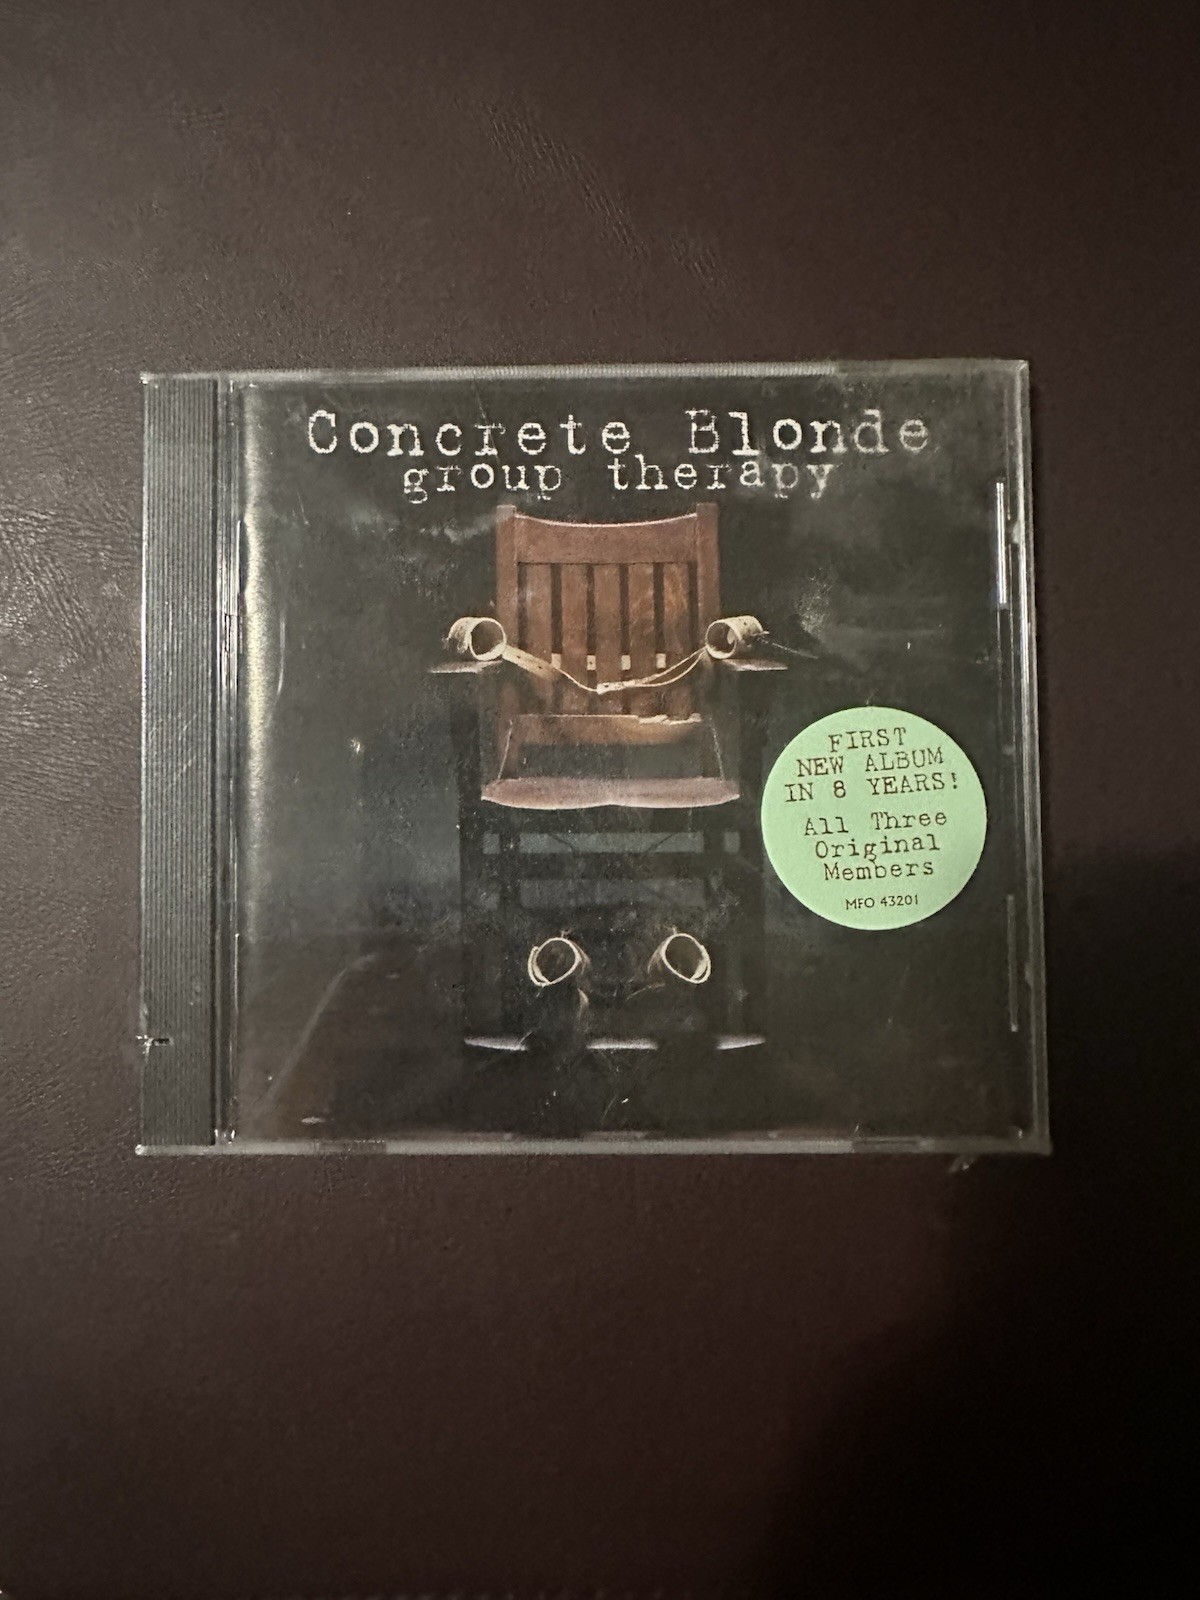 Concrete Blonde
group therapy
FIRST
NEW ALBUM
IN 8 YEARS!
All Three
Original
Members
MFO 43201